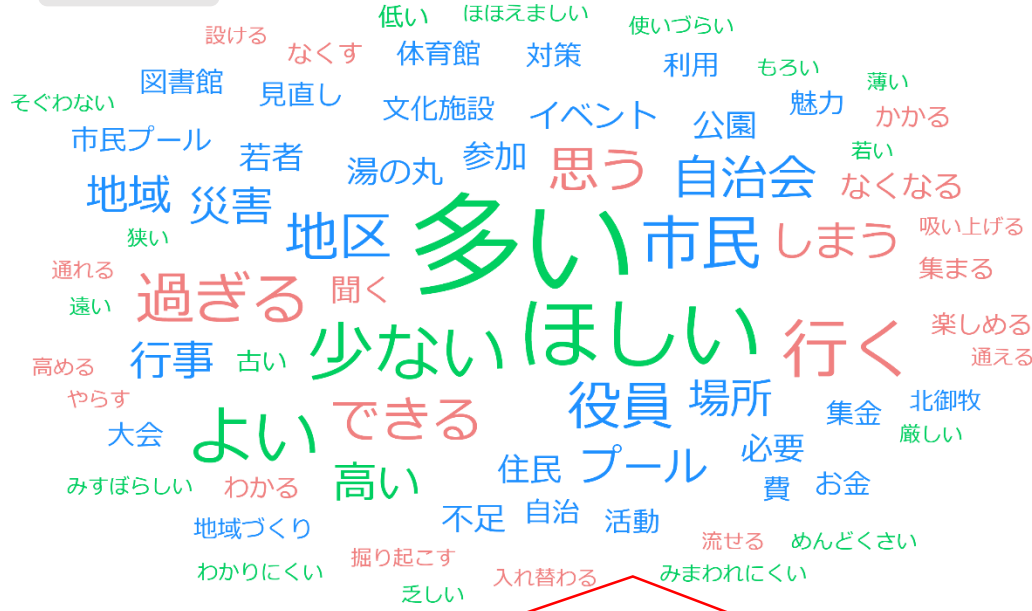 低い ほほえましい 使いづらい
設ける なくす 体育館 対策 利用 もろい 薄い
そぐわない 図書館 見直し 文化施設 イベント 公園 魅力 かかる
市民プール 若者 湯の丸 参加 思う 自治会 若い なくなる
地域 災害 地区 多い 市民 しまう 吸い上げる
狭い
通れる 過ぎる 聞く 集まる
遠い 少ない ほしい 行く 楽しめる
高める 行事 古い 通える
やらす できる 役員 場所 集金 北御牧
大会 よい 厳しい
みすぼらしい わかる 高い 住民 プール 必要 費 お金
地域づくり 不足 自治 活動
わかりにくい 掘り起こす 流せる めんどくさい
乏しい 入れ替わる みまわれにくい